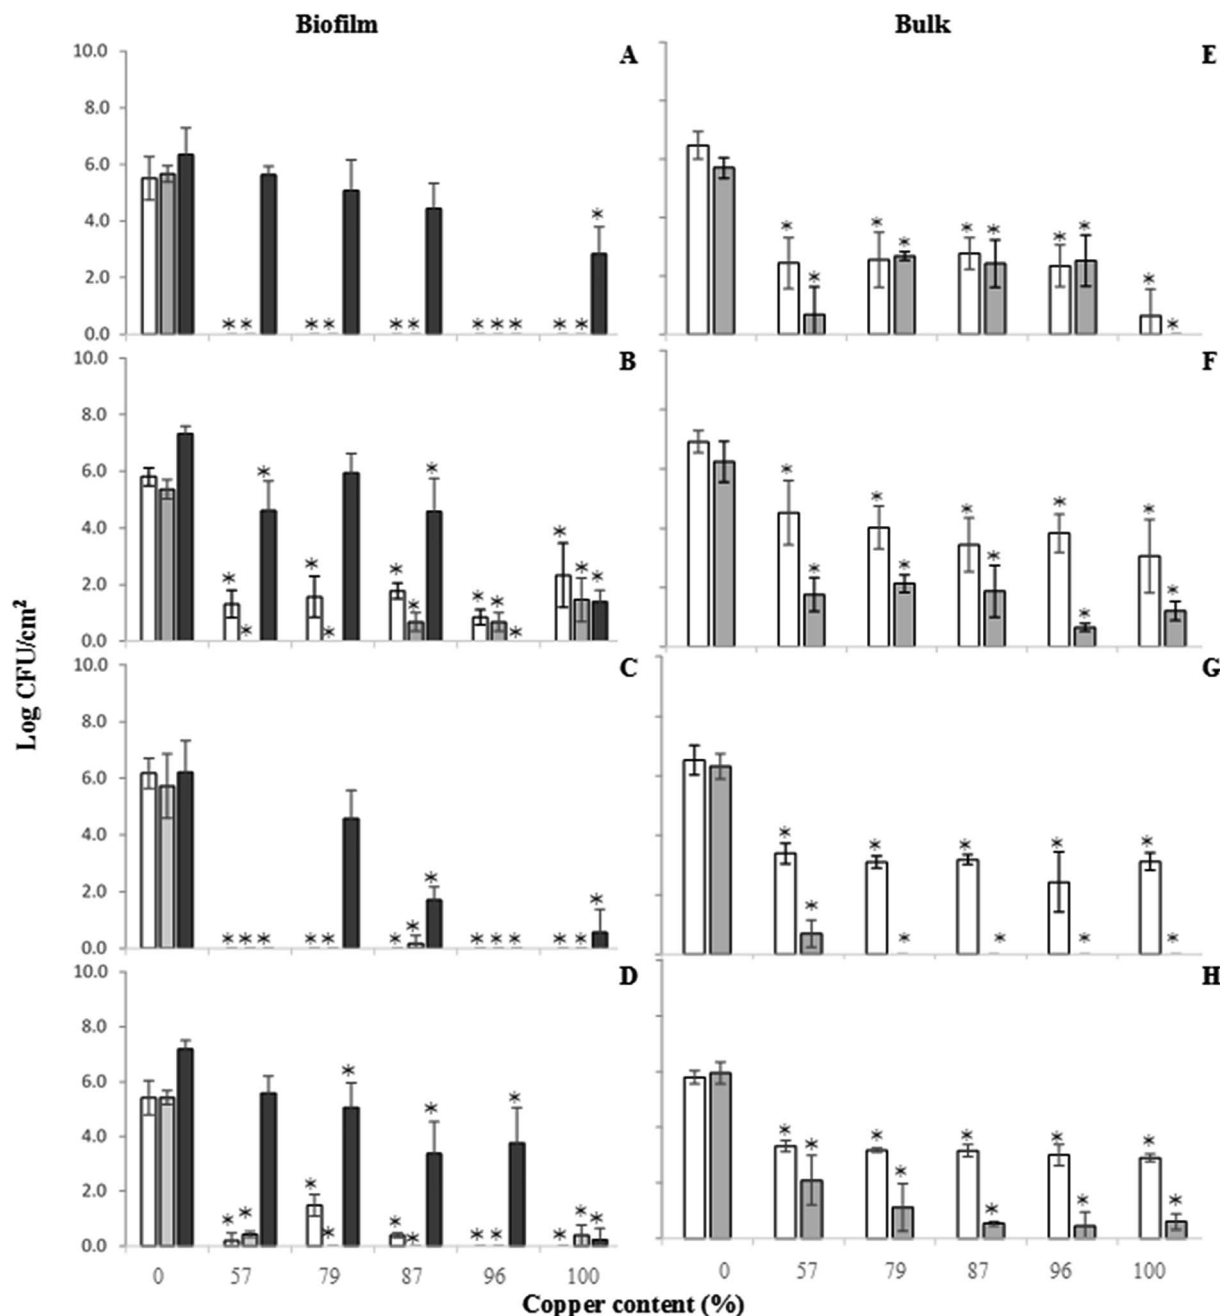 Biofilm Bulk
10.0 A E
8.0
6.0
4.0
* * *
* * * * * * *
2.0 *
* * * * * * * * * * * *
0.0
10.0 B F
8.0
* * * * * * *
6.0
4.0 * * * * *
* * * *
2.0 * * * * * *
* * *
0.0
Log CFU/cm²
10.0 C G
8.0
6.0
4.0 * * * * *
*
2.0 * * *
* * * * * * * * * * * * * *
0.0
10.0 D H
8.0
6.0 * *
* * * * * *
4.0 * *
* * * *
2.0 * * * * * * * * *
* *
0.0
0 57 79 87 96 100 0 57 79 87 96 100
Copper content (%)